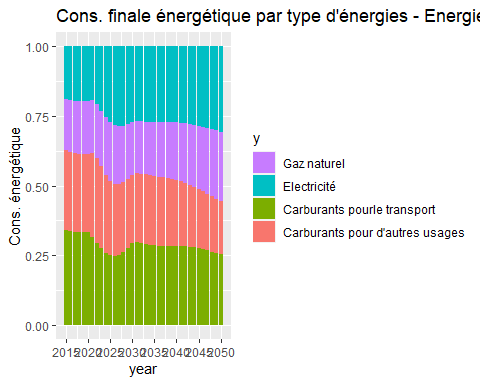 Cons. finale énergétique par type d'énergies - Energie
1.00
0.75
0.50
0.25
0.00
Cons. énergétique
2015 2020 2025 2030 2035 2040 2045 2050
year
y
Gaz naturel
Electricité
Carburants pourle transport
Carburants pour d'autres usages